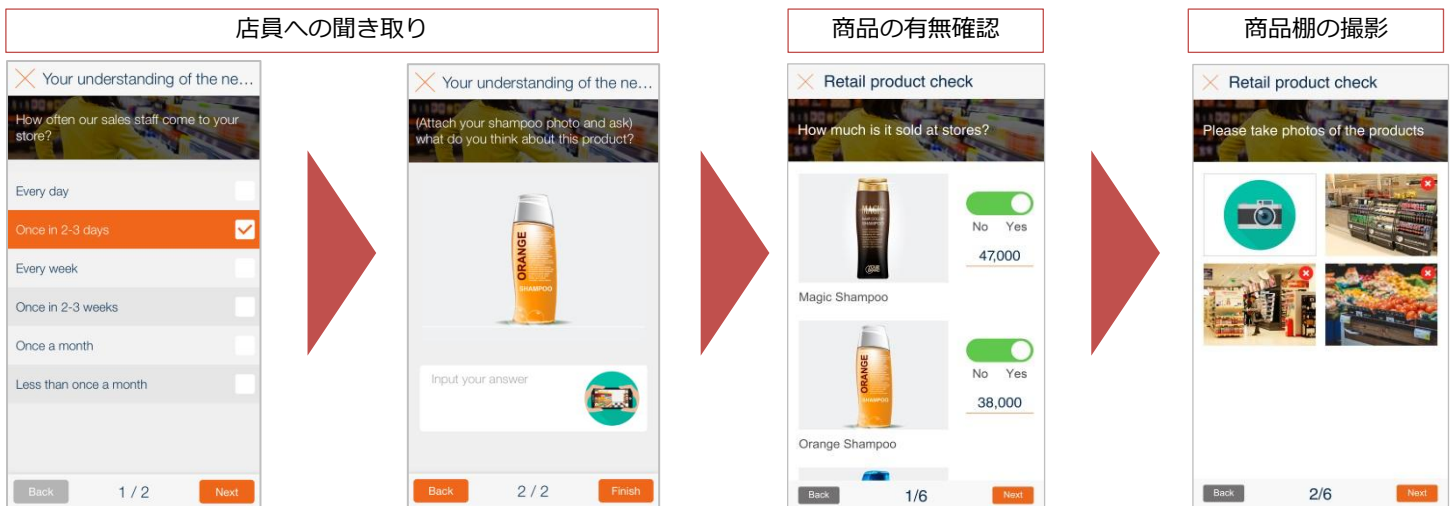 店員への聞き取り
商品の有無確認
商品棚の撮影
Your understanding of the ne...
How often our sales staff come to your
store?
Every day
Once in 2-3 days
Every week
Once in 2-3 weeks
Once a month
Less than once a month
Back
1 / 2
Next
Your understanding of the ne...
(Attach your shampoo photo and ask)
what do you think about this product?
ORANGE
SHAMPOO
Input your answer
Back
2 / 2
Finish
Retail product check
How much is it sold at stores?
MAGIC
SHAMPOO
No Yes
47,000
Magic Shampoo
ORANGE
SHAMPOO
No Yes
38,000
Orange Shampoo
Back
1/6
Next
Retail product check
Please take photos of the products
Back
2/6
Next